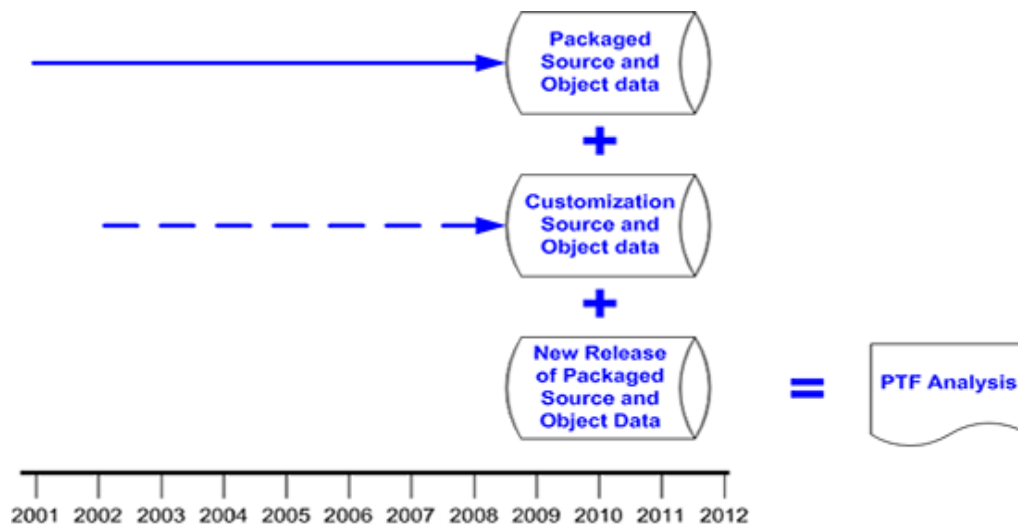 Packaged
Source and
Object data
+
Customization
Source and
Object data
+
New Release
of Packaged
Source and
Object Data
=
PTF Analysis
2001 2002 2003 2004 2005 2006 2007 2008 2009 2010 2011 2012